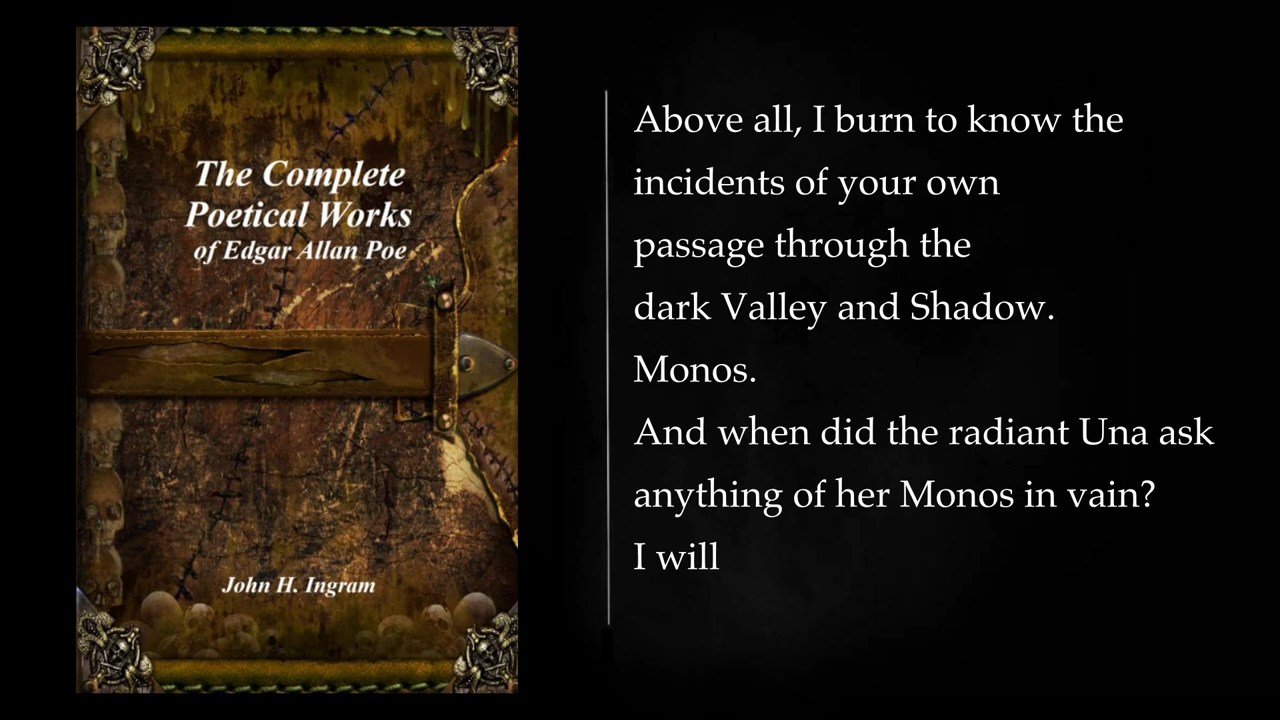 The Complete
Poetical Works
of Edgar Allan Poe
John H. Ingram
Above all, I burn to know the
incidents of your own
passage through the
dark Valley and Shadow.
Monos.
And when did the radiant Una ask
anything of her Monos in vain?
I will